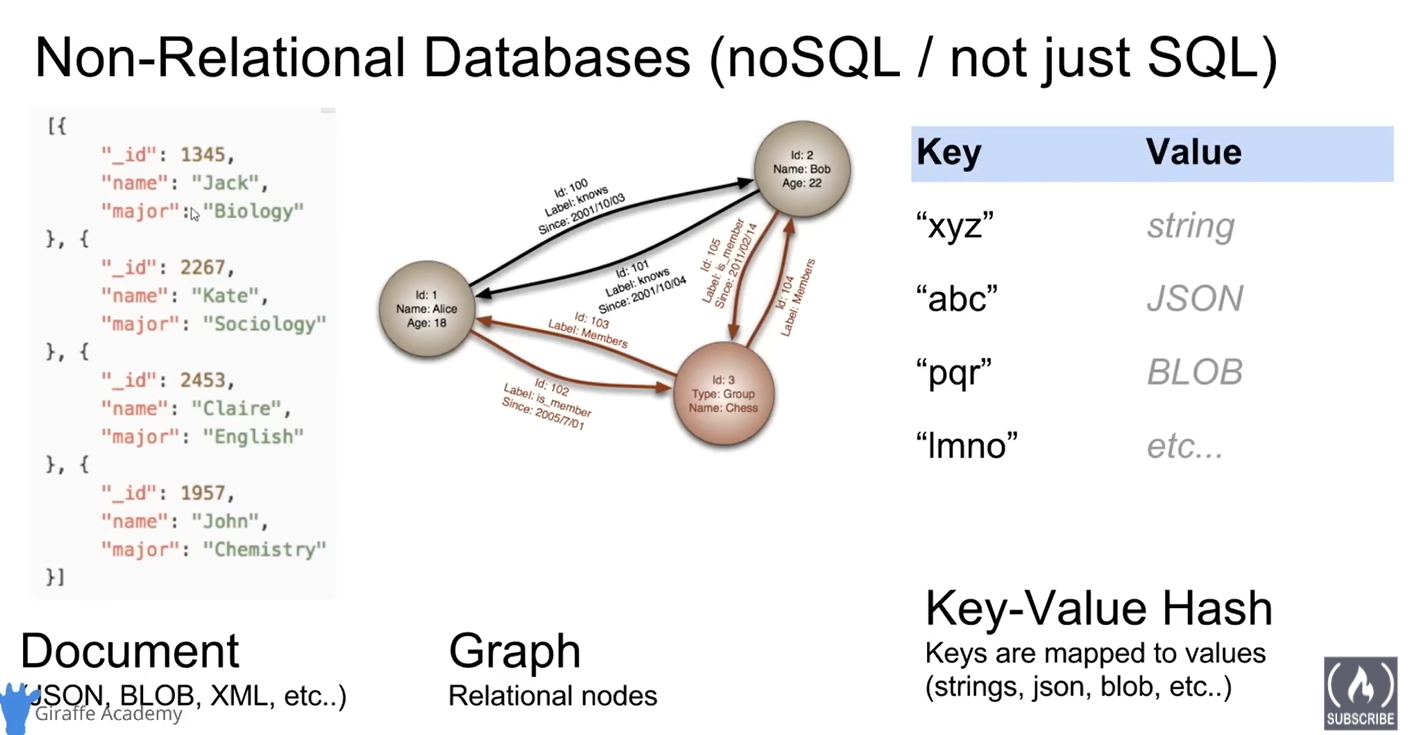 Non-Relational Databases (noSQL / not just SQL)
[{
"_id": 1345,
"name": "Jack",
"major": "Biology"
}, {
"_id": 2267,
"name": "Kate",
"major": "Sociology"
}, {
"_id": 2453,
"name": "Claire",
"major": "English"
}, {
"_id": 1957,
"name": "John",
"major": "Chemistry"
}]
Document
(JSON, BLOB, XML, etc..)
Giraffe Academy
Id: 1
Name: Alice
Age: 18
Id: 100
Label: knows
Since: 2001/10/03
Id: 101
Label: knows
Since: 2001/10/04
Id: 2
Name: Bob
Age: 22
Id: 105
Label: is_member
Since: 2011/02/14
Id: 104
Label: Members
Id: 103
Label: Members
Id: 102
Label: is_member
Since: 2005/7/01
Id: 3
Type: Group
Name: Chess
Graph
Relational nodes
Key Value
“xyz” string
“abc” JSON
“pqr” BLOB
“lmno” etc...
Key-Value Hash
Keys are mapped to values
(strings, json, blob, etc..)
SUBSCRIBE